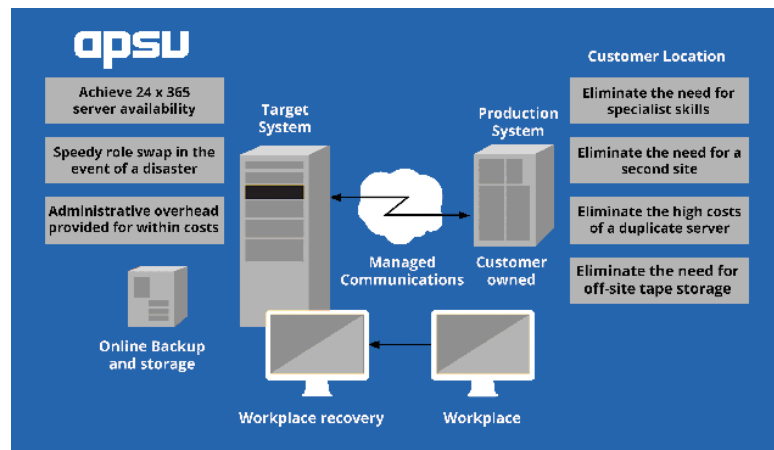 apsu
Achieve 24 x 365
server availability
Speedy role swap in the
event of a disaster
Administrative overhead
provided for within costs
Online Backup
and storage
Target
System
Managed
Communications
Production
System
Customer
owned
Workplace recovery
Workplace
Customer Location
Eliminate the need for
specialist skills
Eliminate the need for a
second site
Eliminate the high costs
of a duplicate server
Eliminate the need for
off-site tape storage